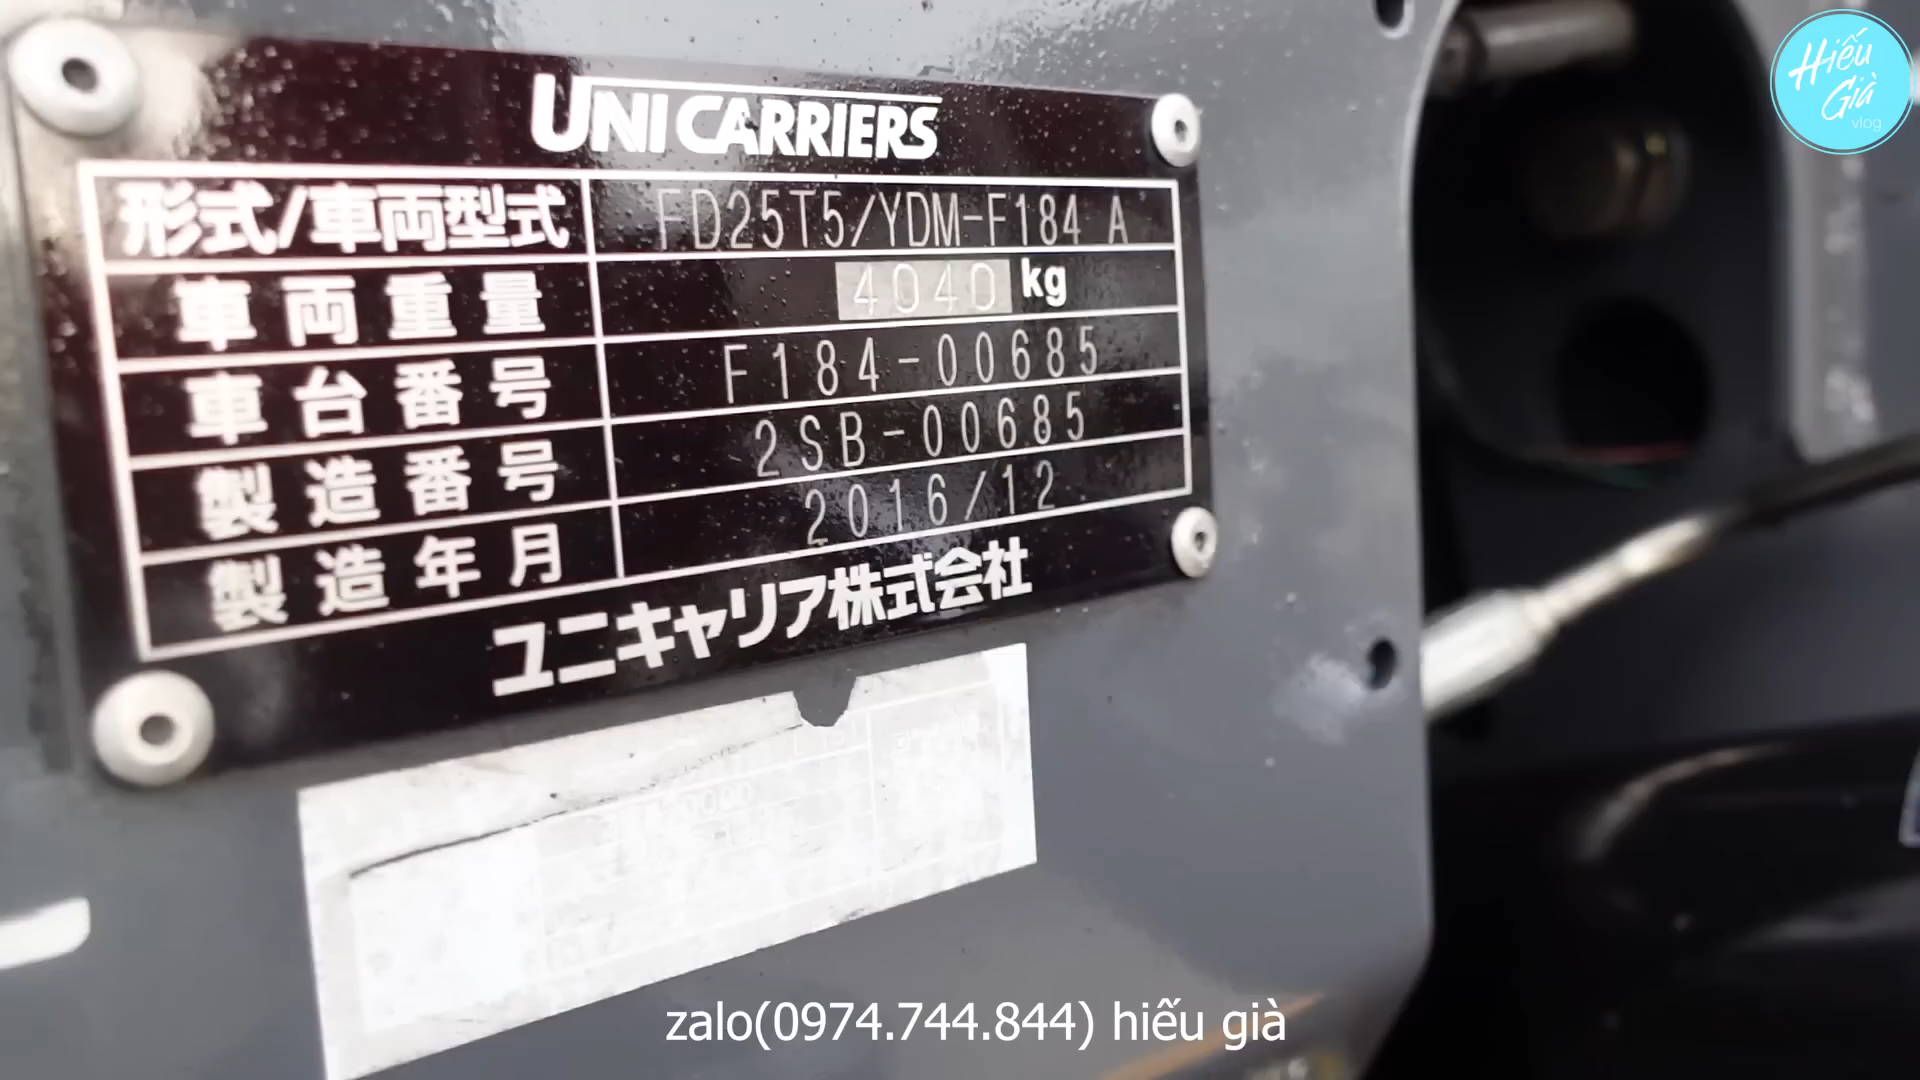 Hiếu
Già
vlog
UNICARRIERS
形式/車両型式 FD25T5/YDM-F184 A
車両重量 4040 kg
車台番号 F184-00685
製造番号 2SB-00685
製造年月 2016/12
ユニキャリア株式会社
zalo(0974.744.844) hiếu già